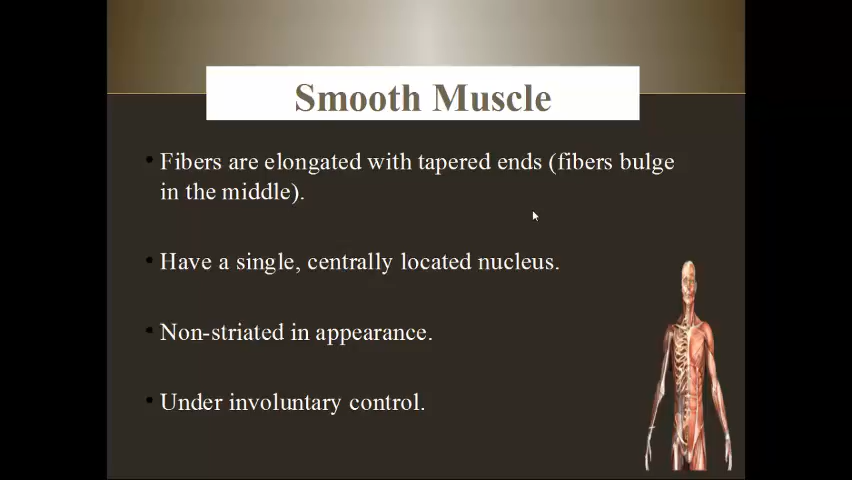 Smooth Muscle
• Fibers are elongated with tapered ends (fibers bulge
in the middle).
• Have a single, centrally located nucleus.
• Non-striated in appearance.
• Under involuntary control.